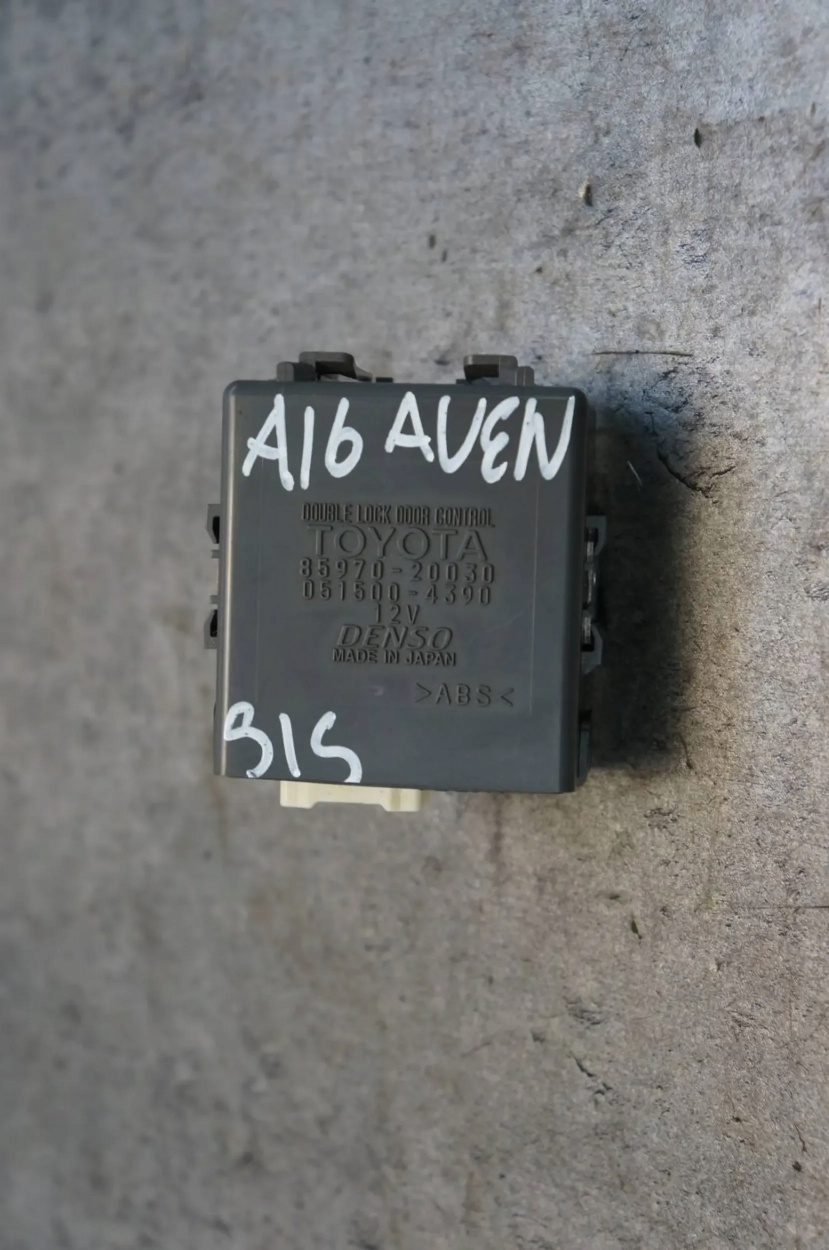 A16 AVEN
DOUBLE LOCK DOOR CONTROL
TOYOTA
85970-20030
051500-4390
12V
DENSO
MADE IN JAPAN
>ABS<
B1S